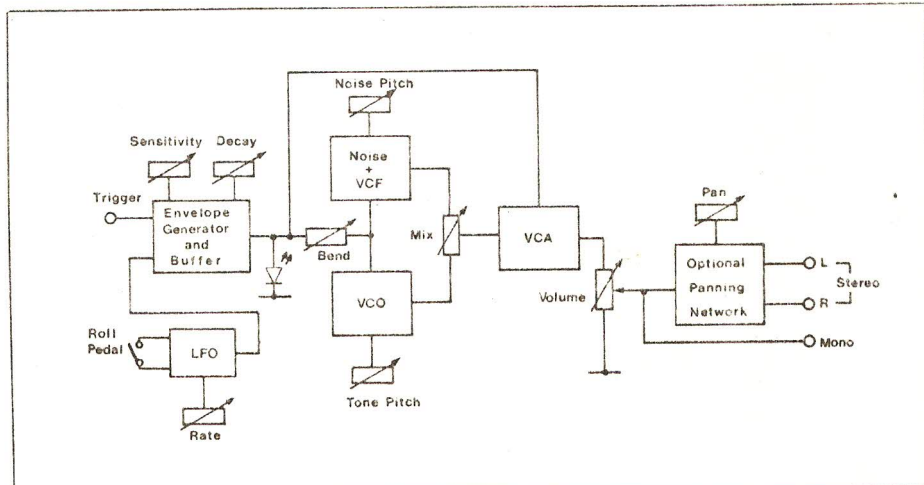 Noise Pitch
Sensitivity
Decay
Noise
+
VCF
Pan
Trigger
Envelope
Generator
and
Buffer
Mix
VCA
Bend
Optional
Panning
Network
L
Stereo
R
VCO
Volume
Roll
Pedal
LFO
Mono
Tone Pitch
Rate